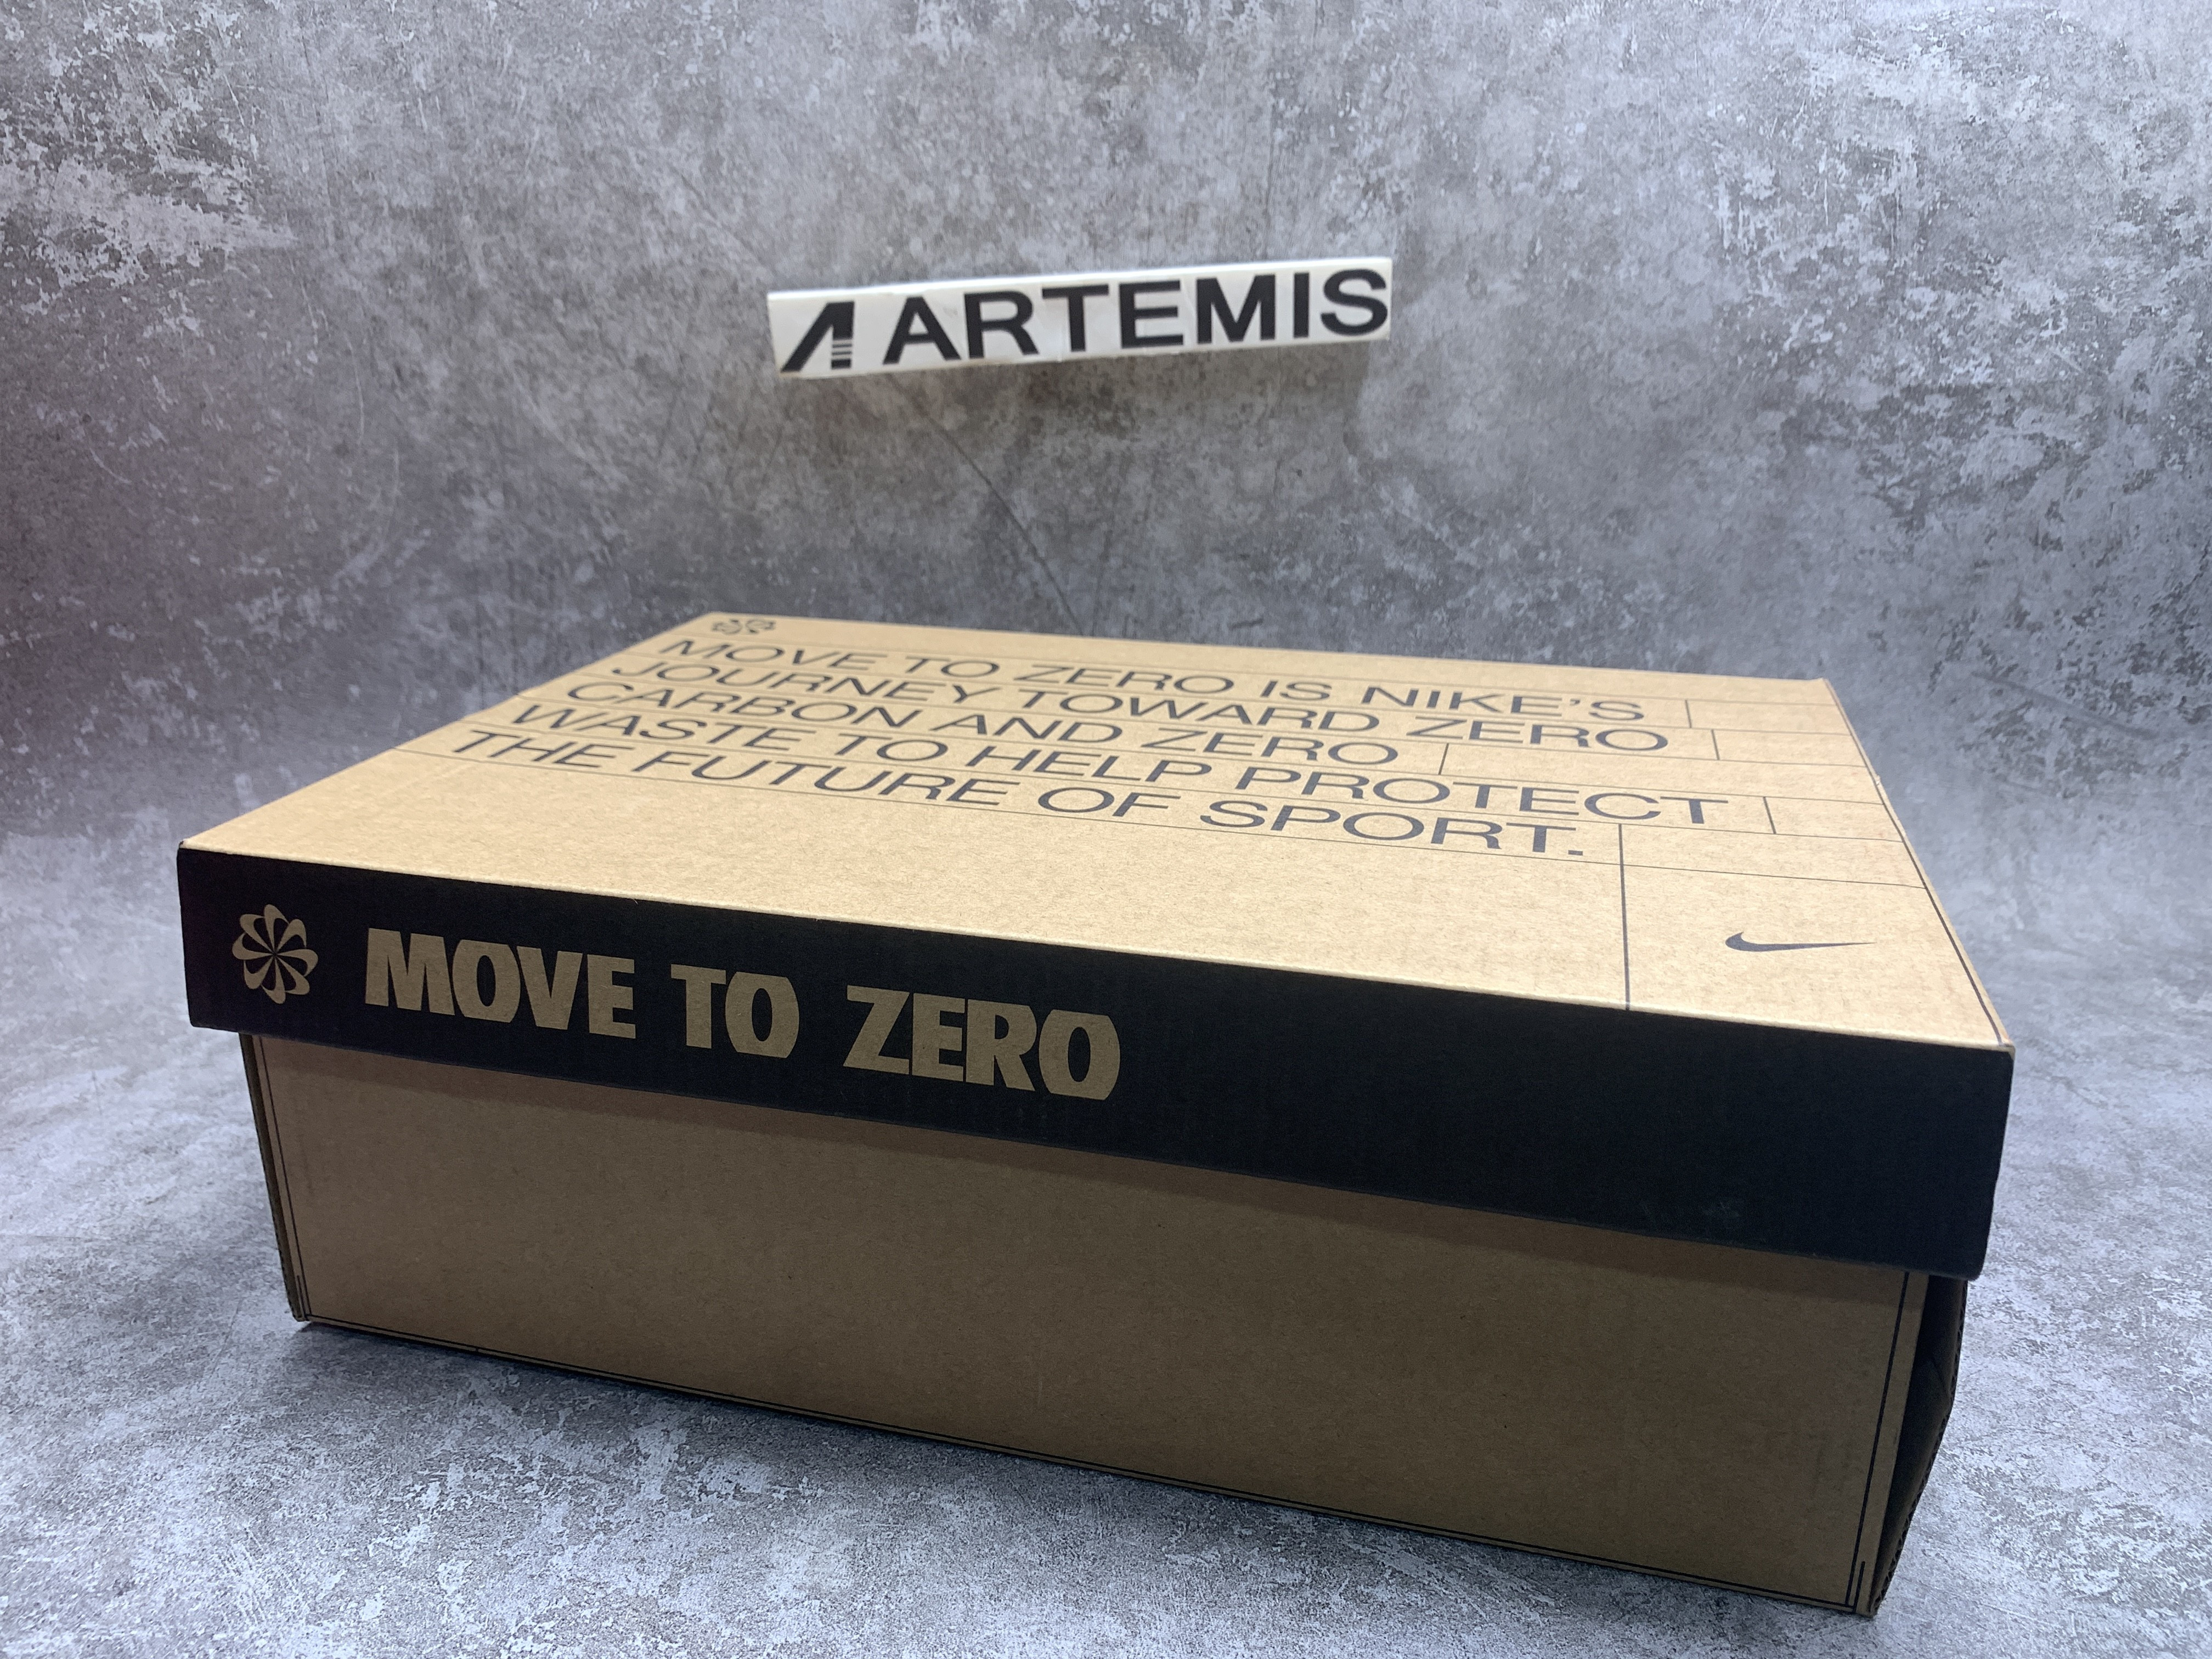 ARTEMIS
MOVE TO ZERO IS NIKE'S
JOURNEY TOWARD ZERO
CARBON AND ZERO
WASTE TO HELP PROTECT
THE FUTURE OF SPORT.
MOVE TO ZERO